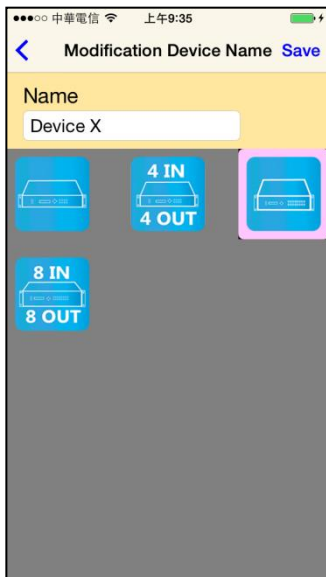 中華電信 上午9:35
Modification Device Name Save
Name
Device X
4 IN
4 OUT
8 IN
8 OUT